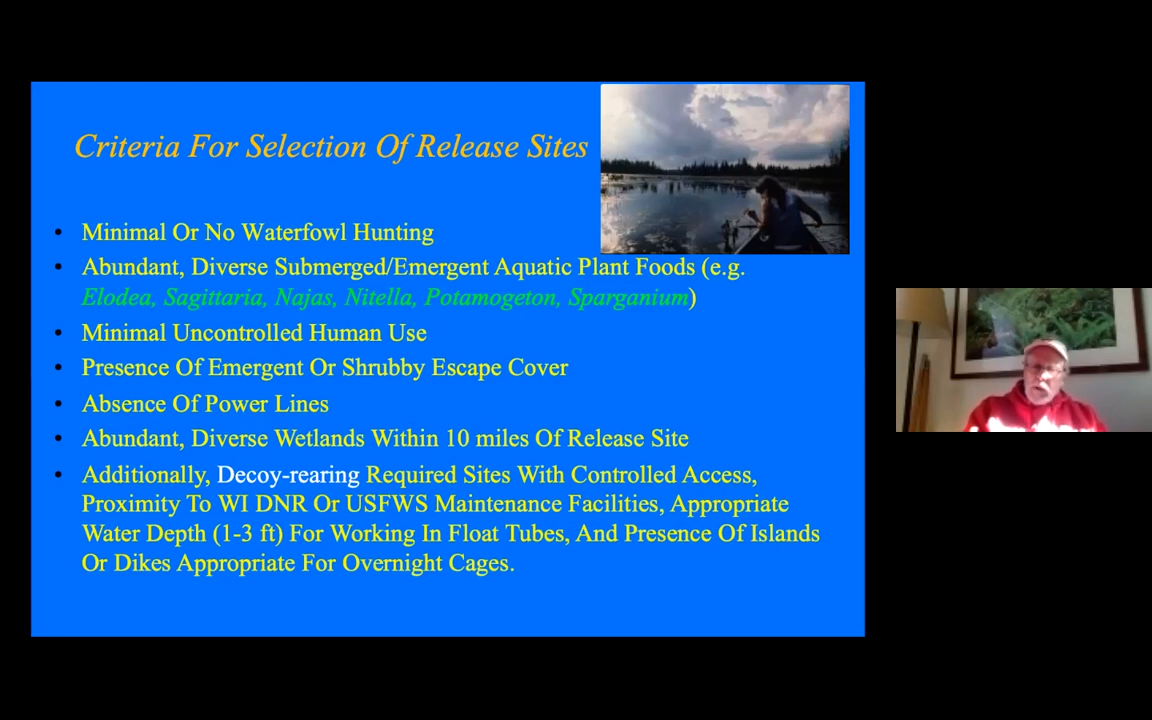 Criteria For Selection Of Release Sites
• Minimal Or No Waterfowl Hunting
• Abundant, Diverse Submerged/Emergent Aquatic Plant Foods (e.g.
Elodea, Sagittaria, Najas, Nitella, Potamogeton, Sparganium)
• Minimal Uncontrolled Human Use
• Presence Of Emergent Or Shrubby Escape Cover
• Absence Of Power Lines
• Abundant, Diverse Wetlands Within 10 miles Of Release Site
• Additionally, Decoy-rearing Required Sites With Controlled Access,
Proximity To WI DNR Or USFWS Maintenance Facilities, Appropriate
Water Depth (1-3 ft) For Working In Float Tubes, And Presence Of Islands
Or Dikes Appropriate For Overnight Cages.